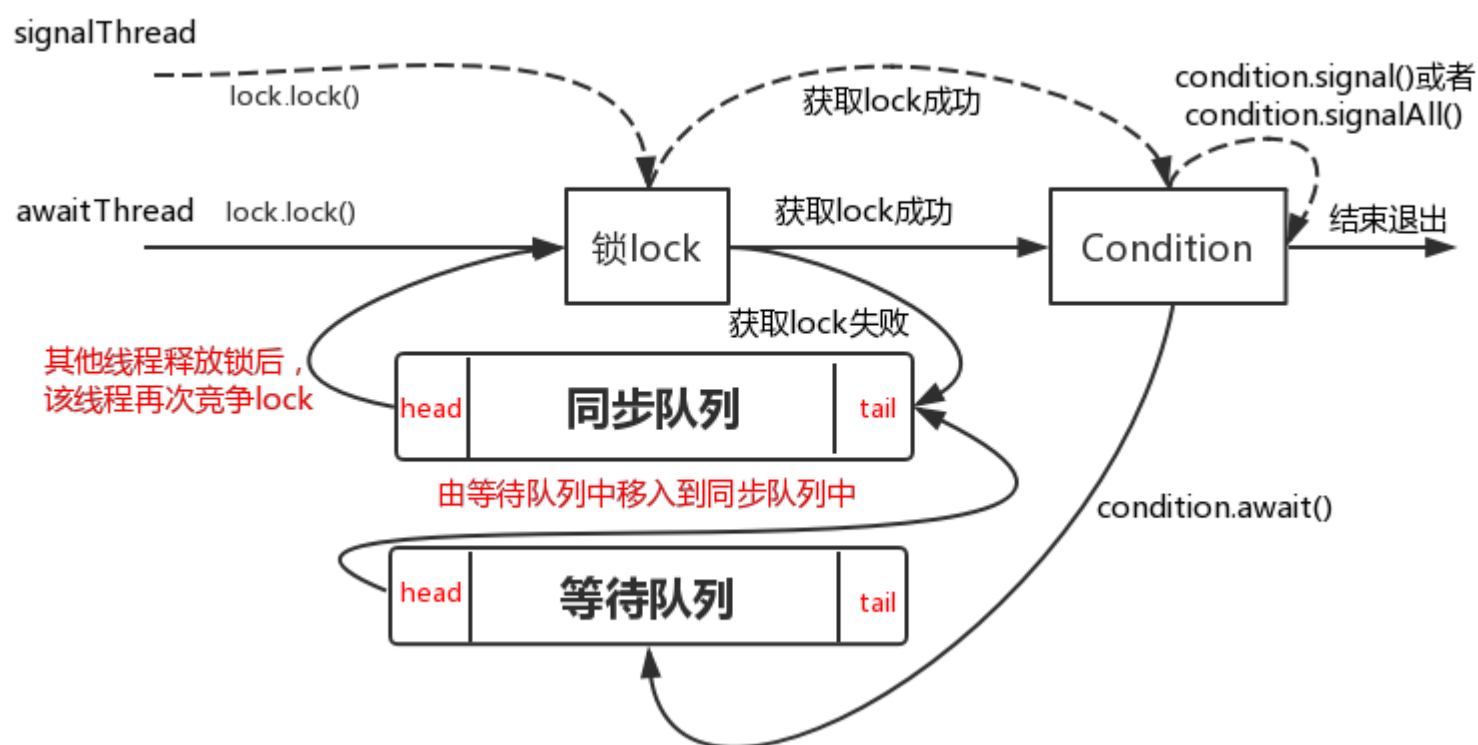 signalThread
lock.lock()
获取lock成功
condition.signal()或者
condition.signalAll()
awaitThread
lock.lock()
锁lock
获取lock成功
Condition
结束退出
获取lock失败
其他线程释放锁后，
该线程再次竞争lock
head
同步队列
tail
由等待队列中移入到同步队列中
condition.await()
head
等待队列
tail